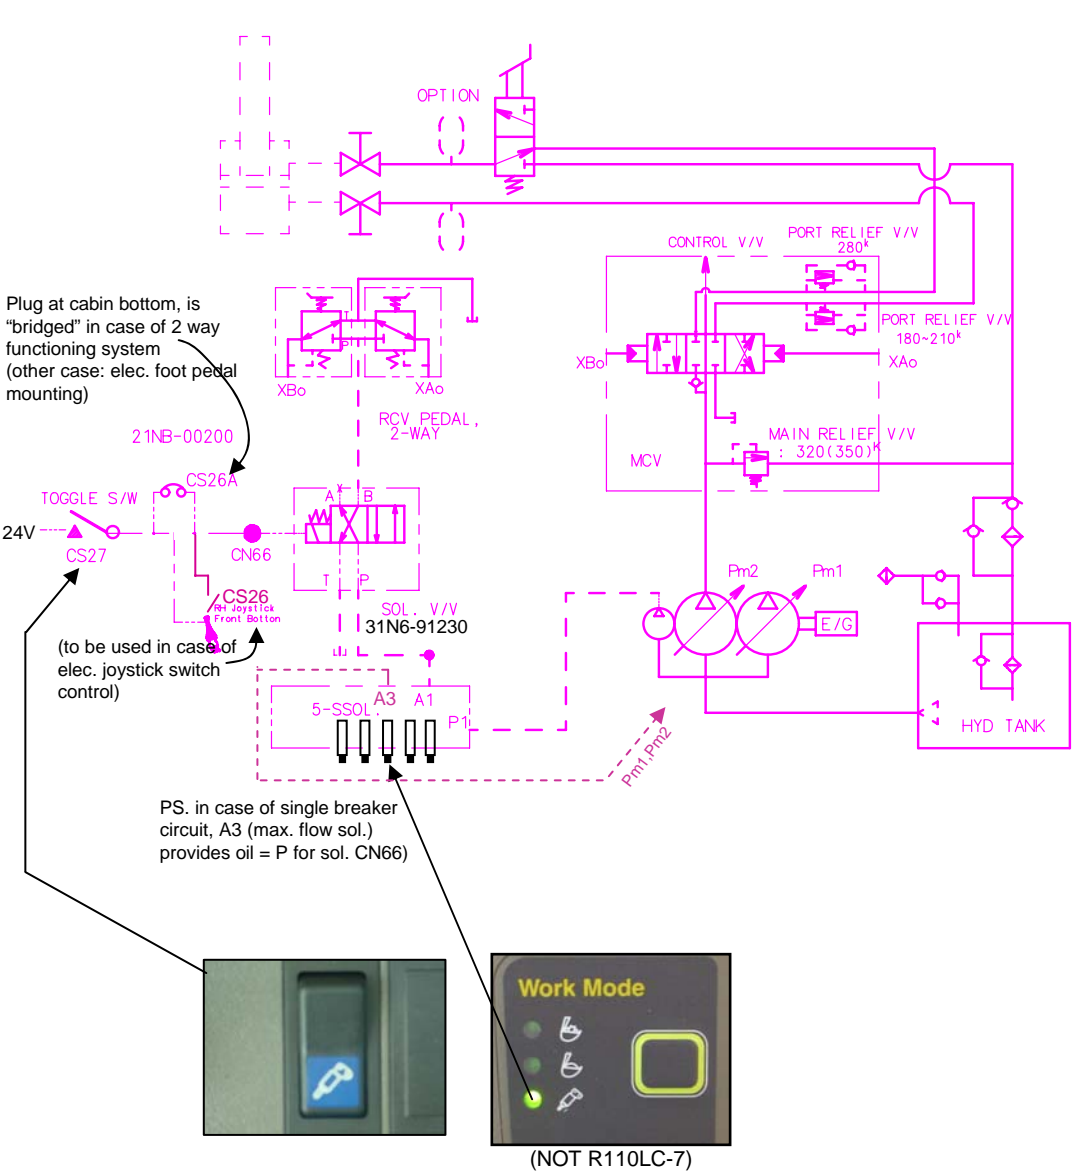 OPTION
CONTROL V/V
PORT RELIEF V/V
280k
PORT RELIEF V/V
180~210k
Plug at cabin bottom, is
“bridged” in case of 2 way
functioning system
(other case: elec. foot pedal
mounting)
T
P
XBo
XAo
XBo
XAo
RCV PEDAL,
2-WAY
MAIN RELIEF V/V
: 320(350)K
MCV
21NB-00200
CS26A
TOGGLE S/W
24V
CS27
CN66
A
B
T
P
CS26
RH Joystick
Front Botton
SOL. V/V
31N6-91230
Pm2
Pm1
E/G
(to be used in case of
elec. joystick switch
control)
A3
A1
5-SSOL.
P1
HYD TANK
Pm1,Pm2
PS. in case of single breaker
circuit, A3 (max. flow sol.)
provides oil = P for sol. CN66)
Work Mode
(NOT R110LC-7)